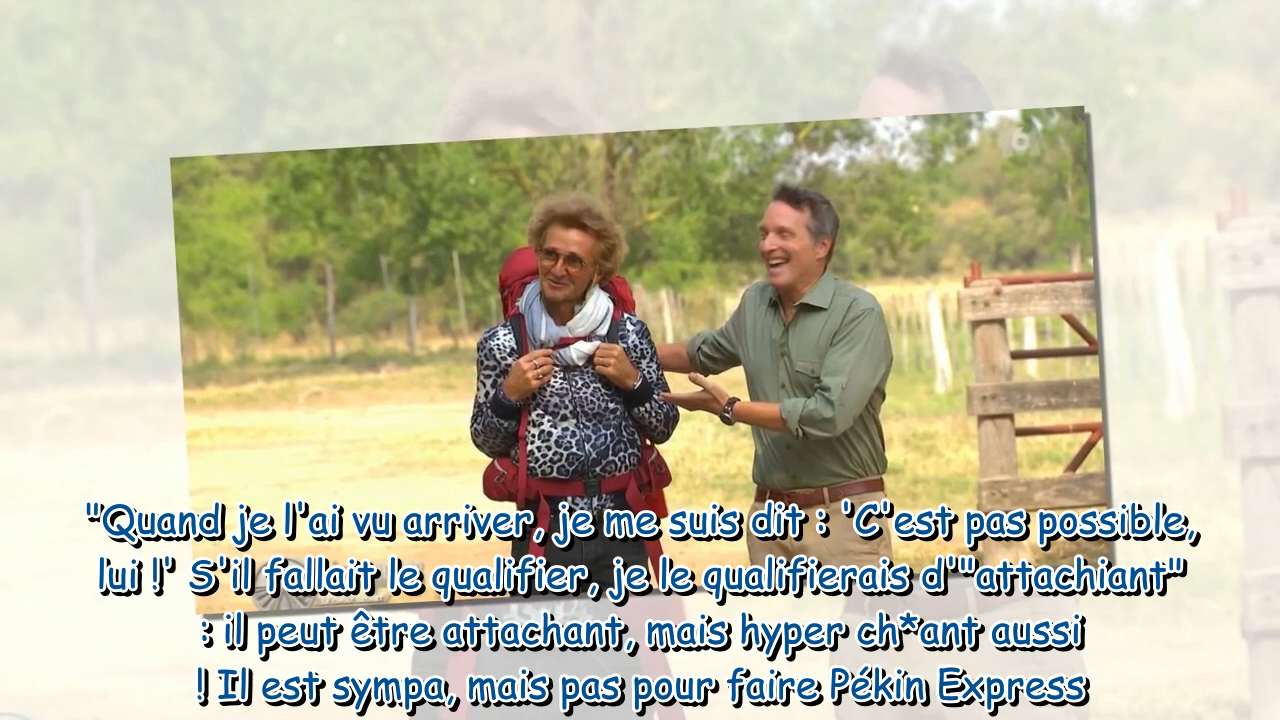 "Quand je l'ai vu arriver, je me suis dit : 'C'est pas possible,
lui !' S'il fallait le qualifier, je le qualifierais d'"attachiant"
: il peut être attachant, mais hyper ch*ant aussi
! Il est sympa, mais pas pour faire Pékin Express
6